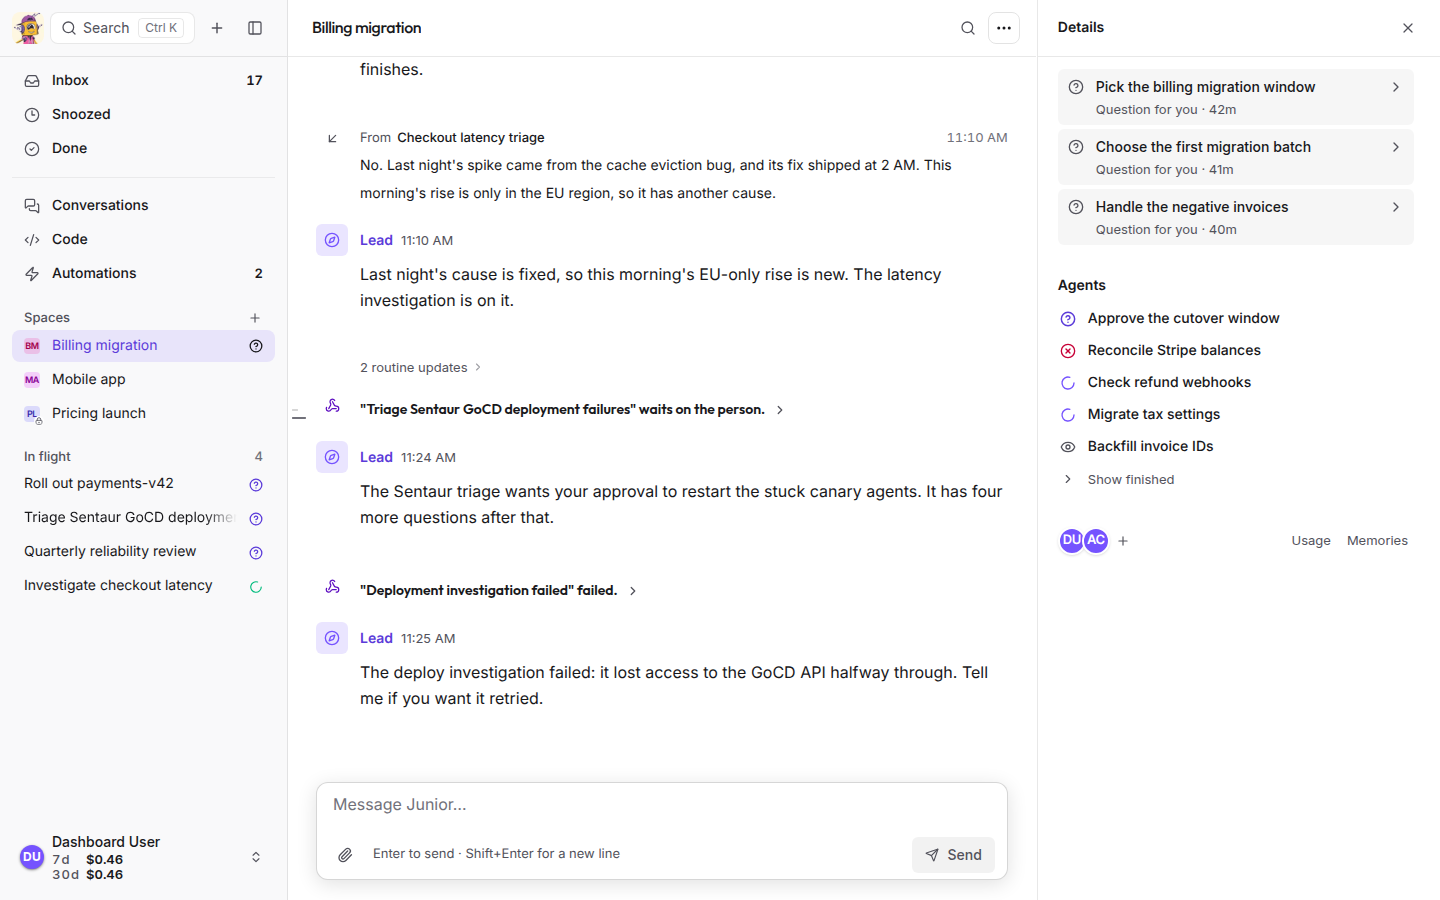 Search
Ctrl K
Inbox
17
Snoozed
Done
Conversations
Code
Automations
2
Spaces
BM
Billing migration
MA
Mobile app
PL
Pricing launch
In flight
4
Roll out payments-v42
Triage Sentaur GoCD deployme
Quarterly reliability review
Investigate checkout latency
DU
Dashboard User
7d $0.46
30d $0.46
Billing migration
finishes.
From Checkout latency triage
11:10 AM
No. Last night's spike came from the cache eviction bug, and its fix shipped at 2 AM. This
morning's rise is only in the EU region, so it has another cause.
Lead 11:10 AM
Last night's cause is fixed, so this morning's EU-only rise is new. The latency
investigation is on it.
2 routine updates
"Triage Sentaur GoCD deployment failures" waits on the person.
Lead 11:24 AM
The Sentaur triage wants your approval to restart the stuck canary agents. It has four
more questions after that.
"Deployment investigation failed" failed.
Lead 11:25 AM
The deploy investigation failed: it lost access to the GoCD API halfway through. Tell
me if you want it retried.
Message Junior...
Enter to send · Shift+Enter for a new line
Send
Details
Pick the billing migration window
Question for you · 42m
Choose the first migration batch
Question for you · 41m
Handle the negative invoices
Question for you · 40m
Agents
Approve the cutover window
Reconcile Stripe balances
Check refund webhooks
Migrate tax settings
Backfill invoice IDs
Show finished
DU
AC
Usage
Memories